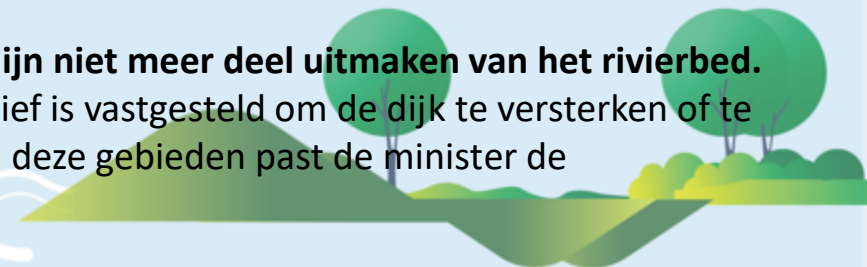 ijn niet meer deel uitmaken van het rivierbed.
ief is vastgesteld om de dijk te versterken of te
deze gebieden past de minister de